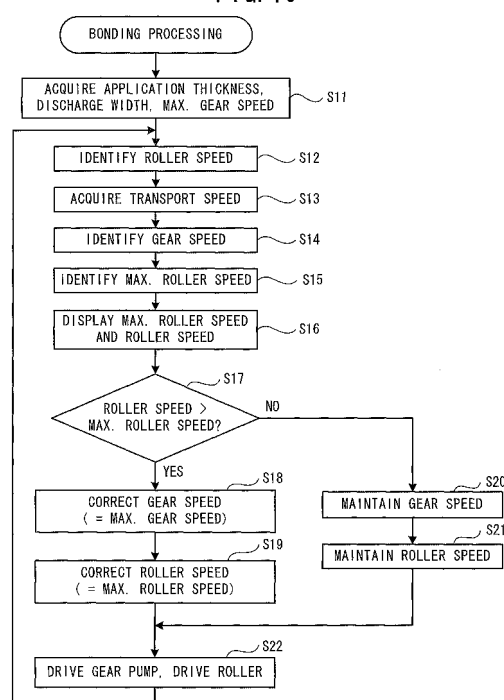 BONDING PROCESSING
ACQUIRE APPLICATION THICKNESS,
DISCHARGE WIDTH, MAX. GEAR SPEED
S11
IDENTIFY ROLLER SPEED
S12
ACQUIRE TRANSPORT SPEED
S13
IDENTIFY GEAR SPEED
S14
IDENTIFY MAX. ROLLER SPEED
S15
DISPLAY MAX. ROLLER SPEED
AND ROLLER SPEED
S16
S17
ROLLER SPEED >
MAX. ROLLER SPEED?
NO
YES
S18
CORRECT GEAR SPEED
( = MAX. GEAR SPEED)
S20
MAINTAIN GEAR SPEED
S19
CORRECT ROLLER SPEED
( = MAX. ROLLER SPEED)
S21
MAINTAIN ROLLER SPEED
S22
DRIVE GEAR PUMP, DRIVE ROLLER